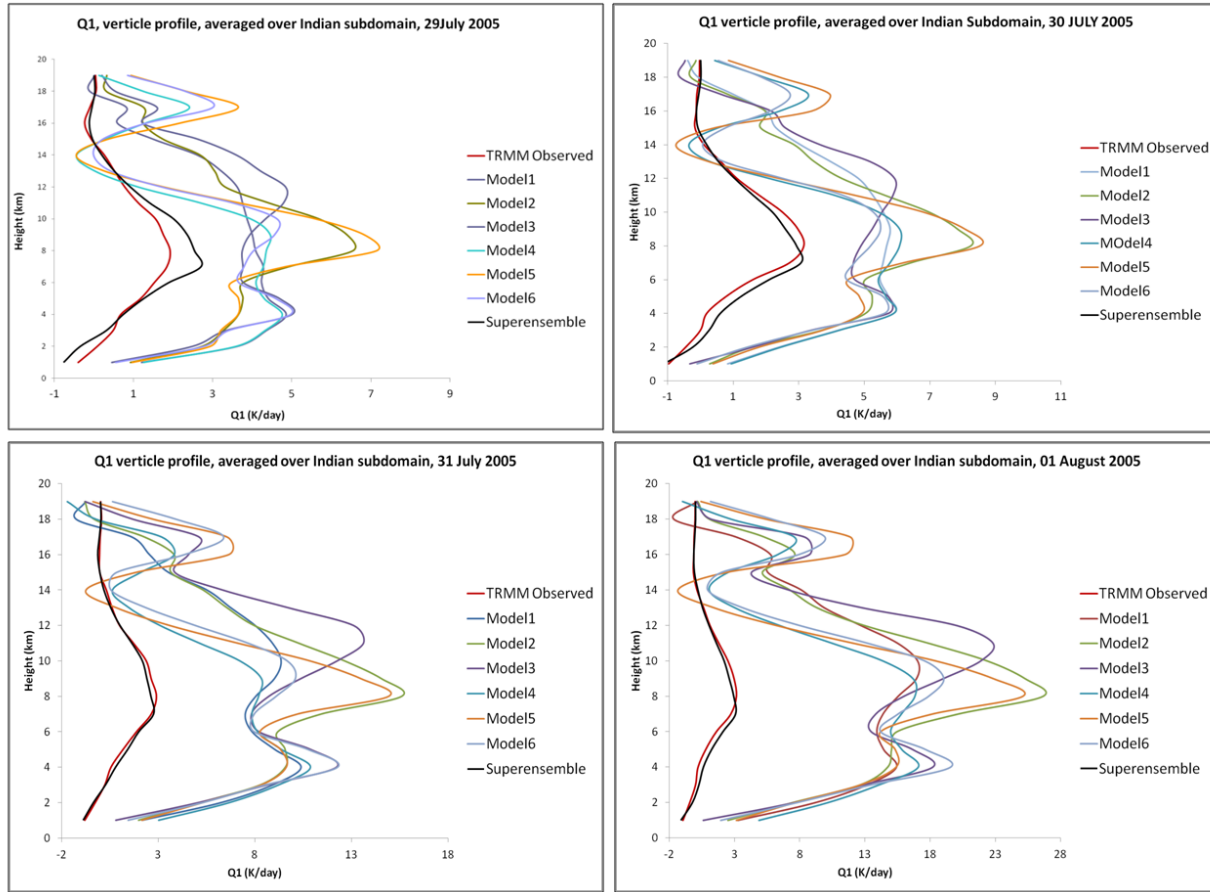 Q1, verticle profile, averaged over Indian subdomain, 29July 2005
20
18
16
14
12
10
8
6
4
2
0
Height (km)
-1 1 3 5 7 9
Q1 (K/day)
TRMM Observed
Model1
Model2
Model3
Model4
Model5
Model6
Superensemble
Q1 verticle profile, averaged over Indian Subdomain, 30 JULY 2005
20
18
16
14
12
10
8
6
4
2
0
Height (km)
-1 1 3 5 7 9 11
Q1 (K/day)
TRMM Observed
Model1
Model2
Model3
MOdel4
Model5
Model6
Superensemble
Q1 verticle profile, averaged over Indian subdomain, 31 July 2005
20
18
16
14
12
10
8
6
4
2
0
Height (km)
-2 3 8 13 18
Q1 (K/day)
TRMM Observed
Model1
Model2
Model3
Model4
Model5
Model6
Superensemble
Q1 verticle profile, averaged over Indian subdomain, 01 August 2005
20
18
16
14
12
10
8
6
4
2
0
Height (km)
-2 3 8 13 18 23 28
Q1 (K/day)
TRMM Observed
Model1
Model2
Model3
Model4
Model5
Model6
Superensemble